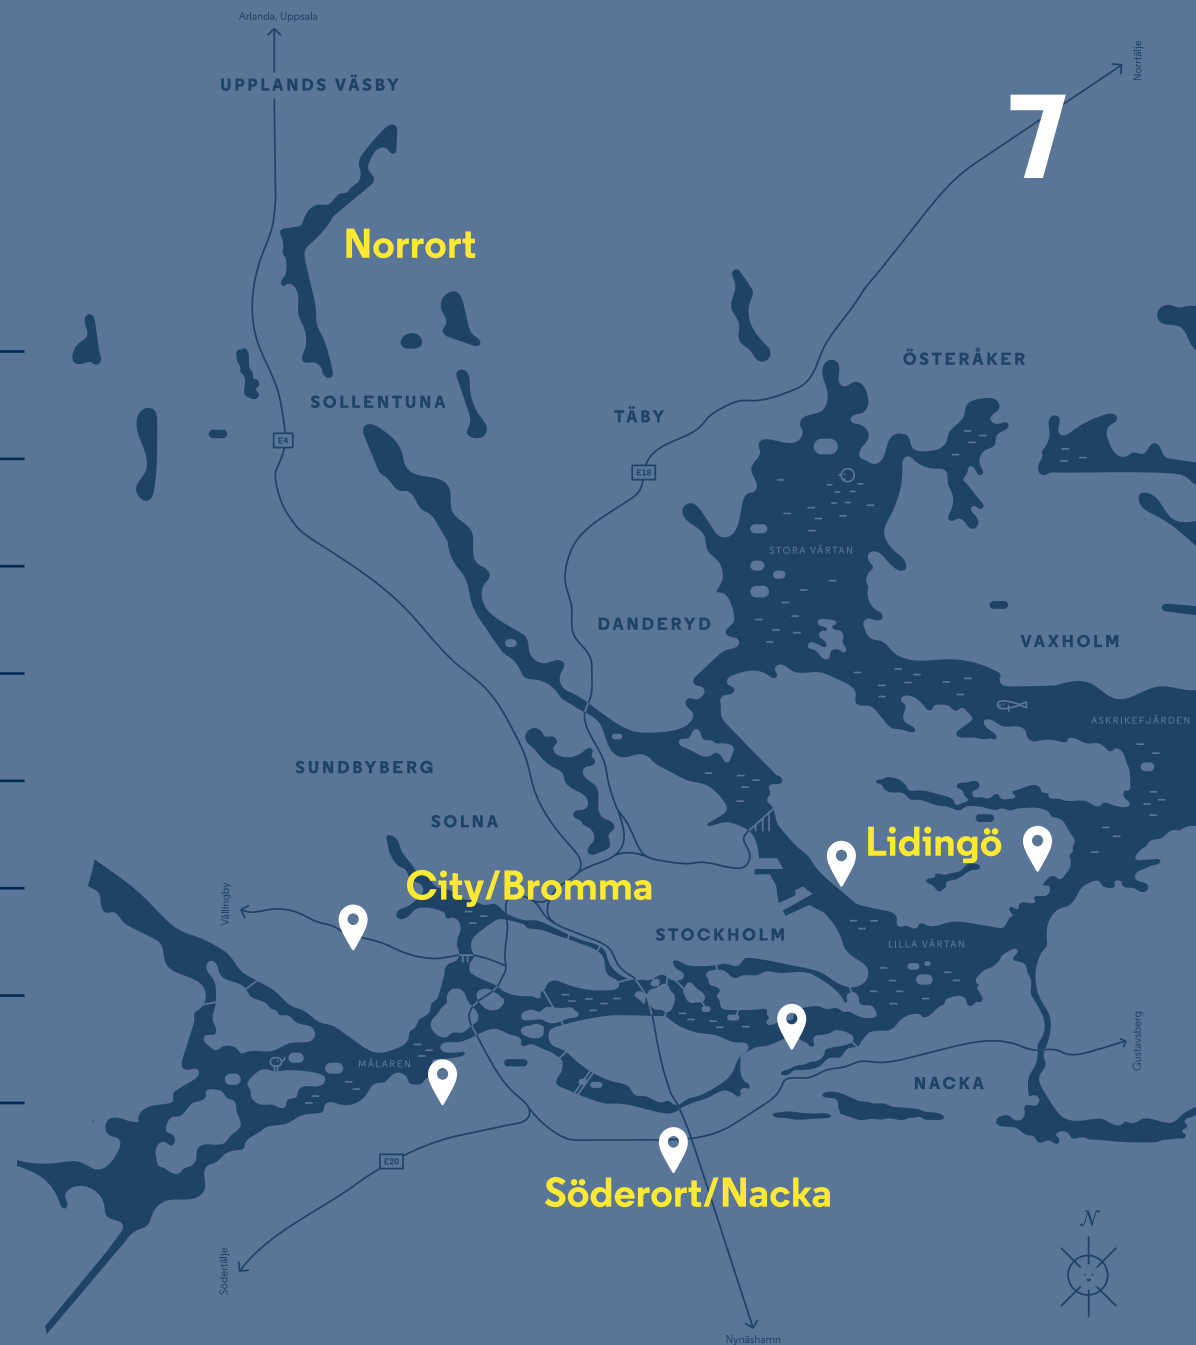 Arlanda, Uppsala
UPPLANDS VÄSBY
Norrtälje
7
Norrort
ÖSTERÅKER
SOLLENTUNA
TÄBY
E4
E18
STORA VÄRTAN
DANDERYD
VAXHOLM
ASKRIKEFJÄRDEN
SUNDBYBERG
SOLNA
Lidingö
City/Bromma
Vällingby
STOCKHOLM
LILLA VÄRTAN
Gustavsberg
MÄLAREN
NACKA
E20
Söderort/Nacka
N
Södertälje
Nynäshamn